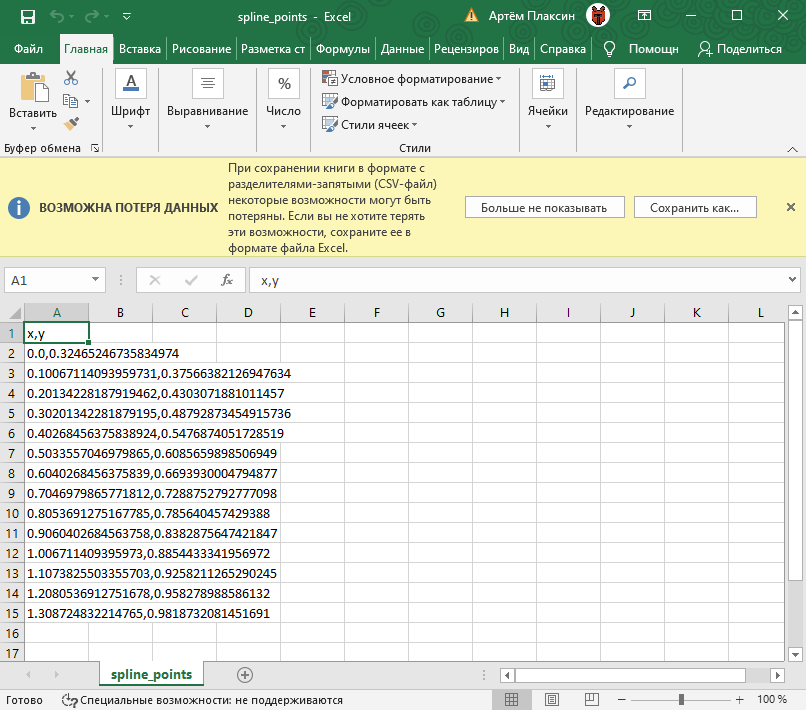 spline_points - Excel
Артём Плаксин
Файл
Главная
Вставка
Рисование
Разметка ст
Формулы
Данные
Рецензиров
Вид
Справка
Помощн
Поделиться
Вставить
Буфер обмена
Шрифт
Выравнивание
%
Число
Условное форматирование
Форматировать как таблицу
Стили ячеек
Стили
Ячейки
Редактирование
ВОЗМОЖНА ПОТЕРЯ ДАННЫХ
При сохранении книги в формате с
разделителями-запятыми (CSV-файл)
некоторые возможности могут быть
потеряны. Если вы не хотите терять
эти возможности, сохраните ее в
формате файла Excel.
Больше не показывать
Сохранить как...
A1
fx
x,y
A B C D E F G H I J K L
1 x,y
2 0.0,0.32465246735834974
3 0.10067114093959731,0.37566382126947634
4 0.20134228187919462,0.4303071881011457
5 0.30201342281879195,0.48792873454915736
6 0.40268456375838924,0.5476874051728519
7 0.5033557046979865,0.6085659898506949
8 0.6040268456375839,0.6693930004794877
9 0.7046979865771812,0.7288752792777098
10 0.8053691275167785,0.785640457429388
11 0.9060402684563758,0.8382875647421847
12 1.006711409395973,0.8854433341956972
13 1.1073825503355703,0.9258211265290245
14 1.2080536912751678,0.958278988586132
15 1.308724832214765,0.9818732081451691
16
17
spline_points
Готово
Специальные возможности: не поддерживаются
100 %